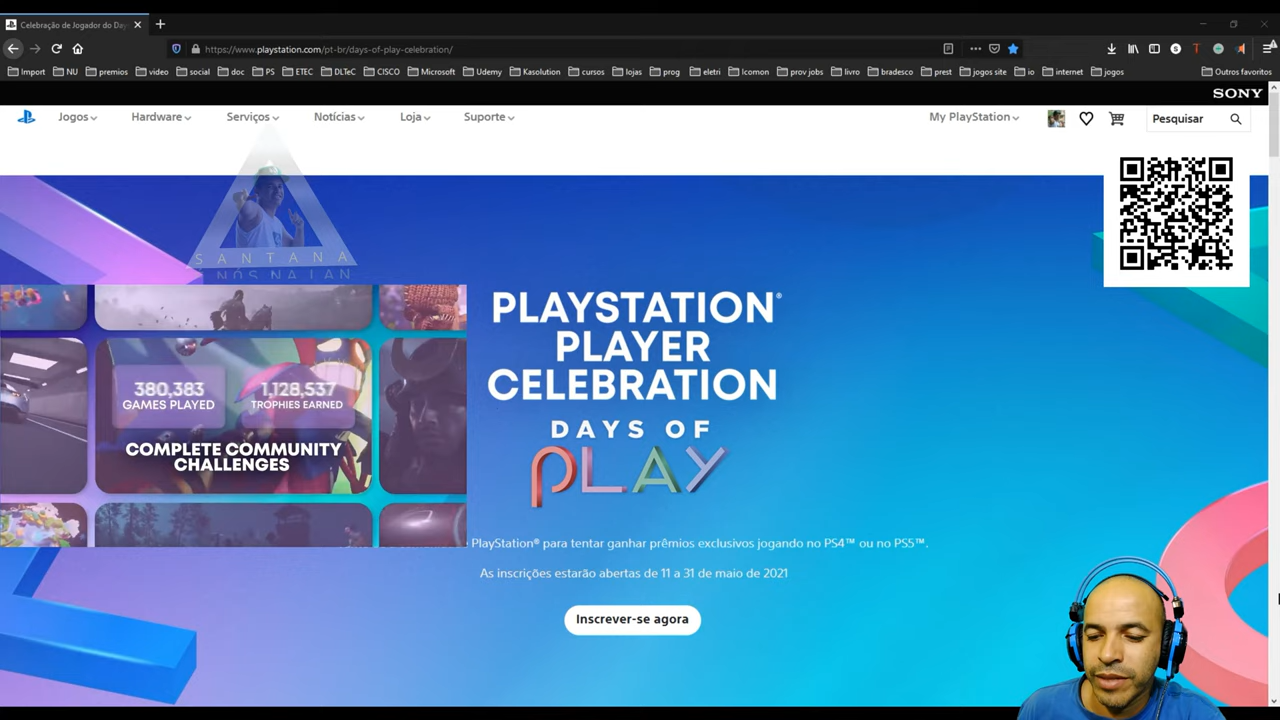 Celebração de Jogador do Day
https://www.playstation.com/pt-br/days-of-play-celebration/
Import NU premios video social doc PS ETEC DLTeC CISCO Microsoft Udemy Kasolution cursos lojas prog eletri Icomon prov jobs livro bradesco prest jogos site io internet jogos Outros favoritos
SONY
Jogos Hardware Serviços Notícias Loja Suporte My PlayStation Pesquisar
SANTANA
É NÓS NA LAN
PLAYSTATION®
PLAYER
CELEBRATION
DAYS OF
PLAY
380,383 1,128,537
GAMES PLAYED TROPHIES EARNED
COMPLETE COMMUNITY
CHALLENGES
PlayStation® para tentar ganhar prêmios exclusivos jogando no PS4™ ou no PS5™.
As inscrições estarão abertas de 11 a 31 de maio de 2021
Inscrever-se agora